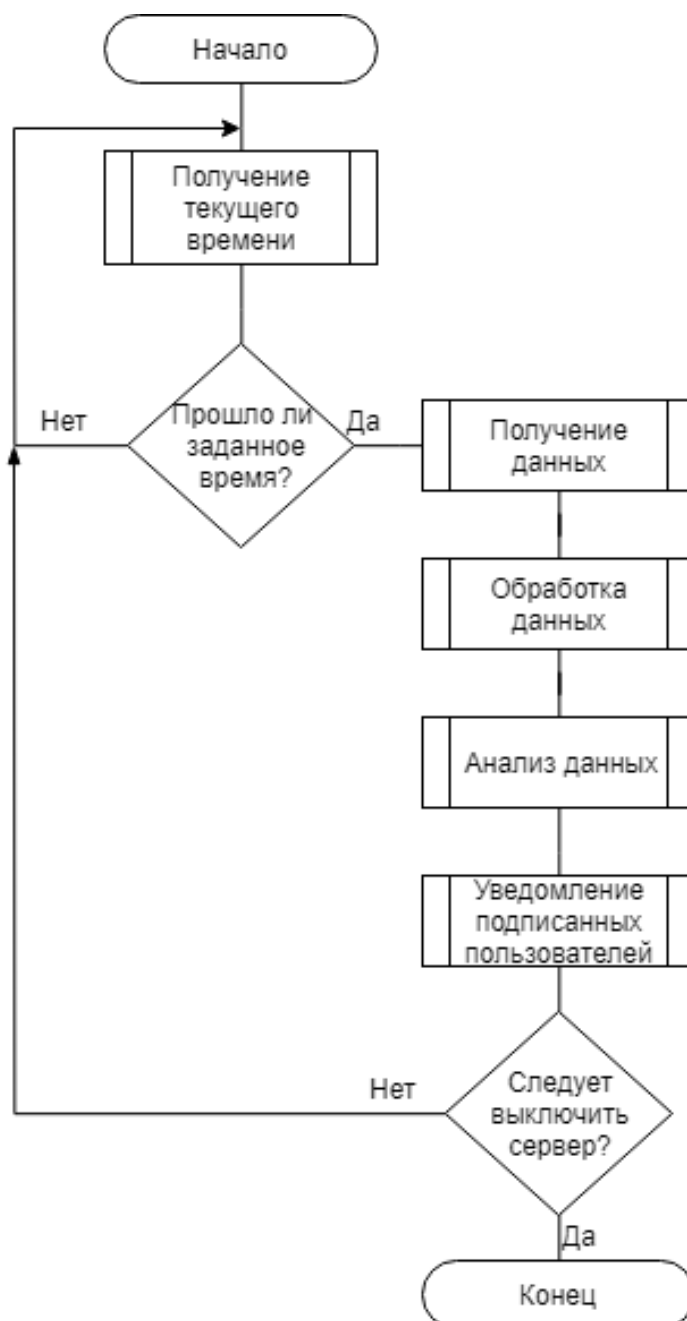 Начало
Получение
текущего
времени
Прошло ли
заданное
время?
Нет
Да
Получение
данных
Обработка
данных
Анализ данных
Уведомление
подписанных
пользователей
Следует
выключить
сервер?
Нет
Да
Конец